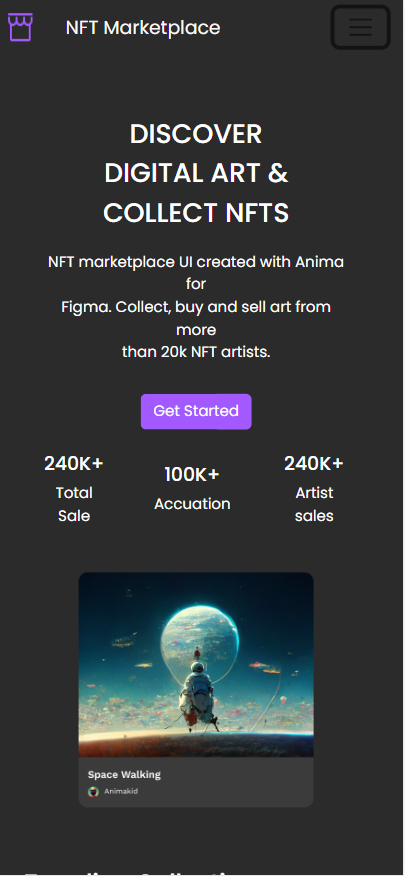 NFT Marketplace
DISCOVER
DIGITAL ART &
COLLECT NFTS
NFT marketplace UI created with Anima
for
Figma. Collect, buy and sell art from
more
than 20k NFT artists.
Get Started
240K+
Total
Sale
100K+
Accuation
240K+
Artist
sales
Space Walking
Animakid